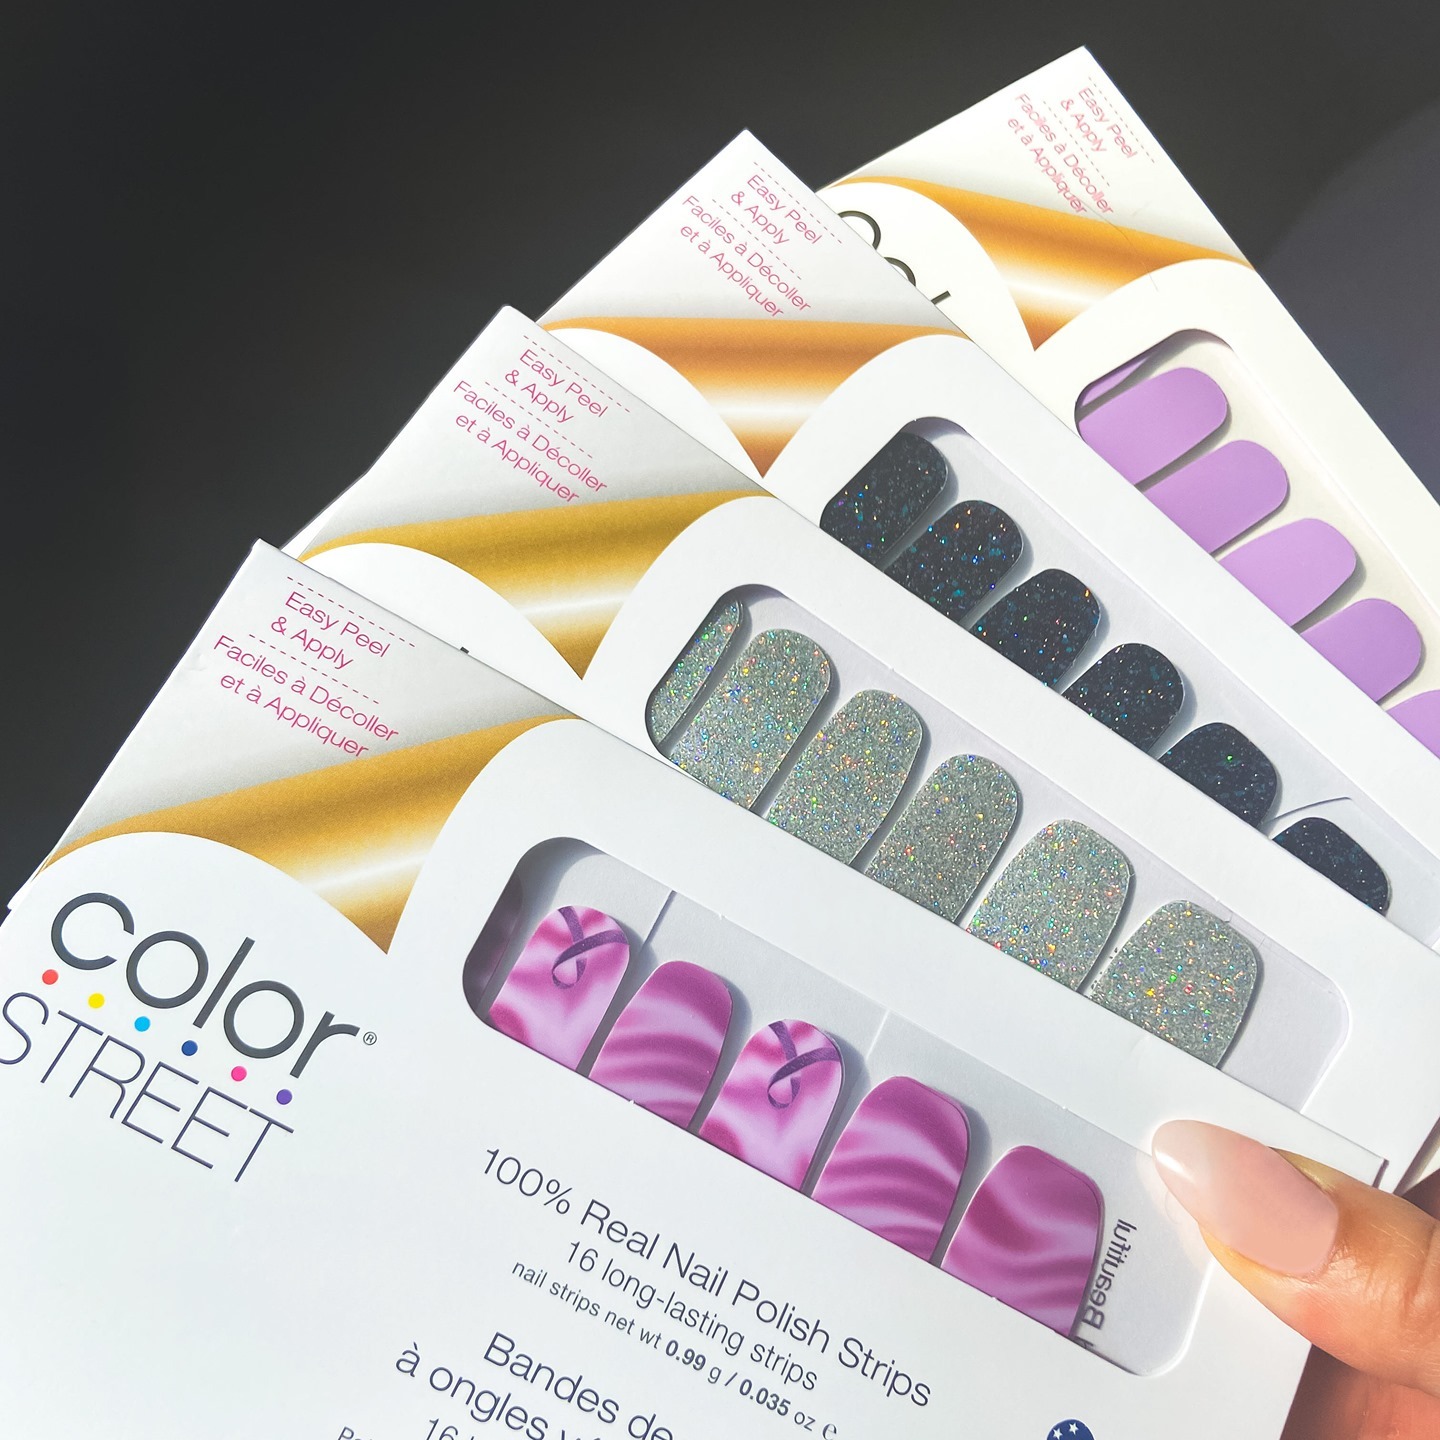 Easy Peel
& Apply
Faciles à Décoller
et à Appliquer
Easy Peel
& Apply
Faciles à Décoller
et à Appliquer
Easy Peel
& Apply
Faciles à Décoller
et à Appliquer
Easy Peel
& Apply
Faciles à Décoller
et à Appliquer
color®
STREET
100% Real Nail Polish Strips
16 long-lasting strips
nail strips net wt 0.99 g / 0.035 oz e
Bandes de
à ongles
16